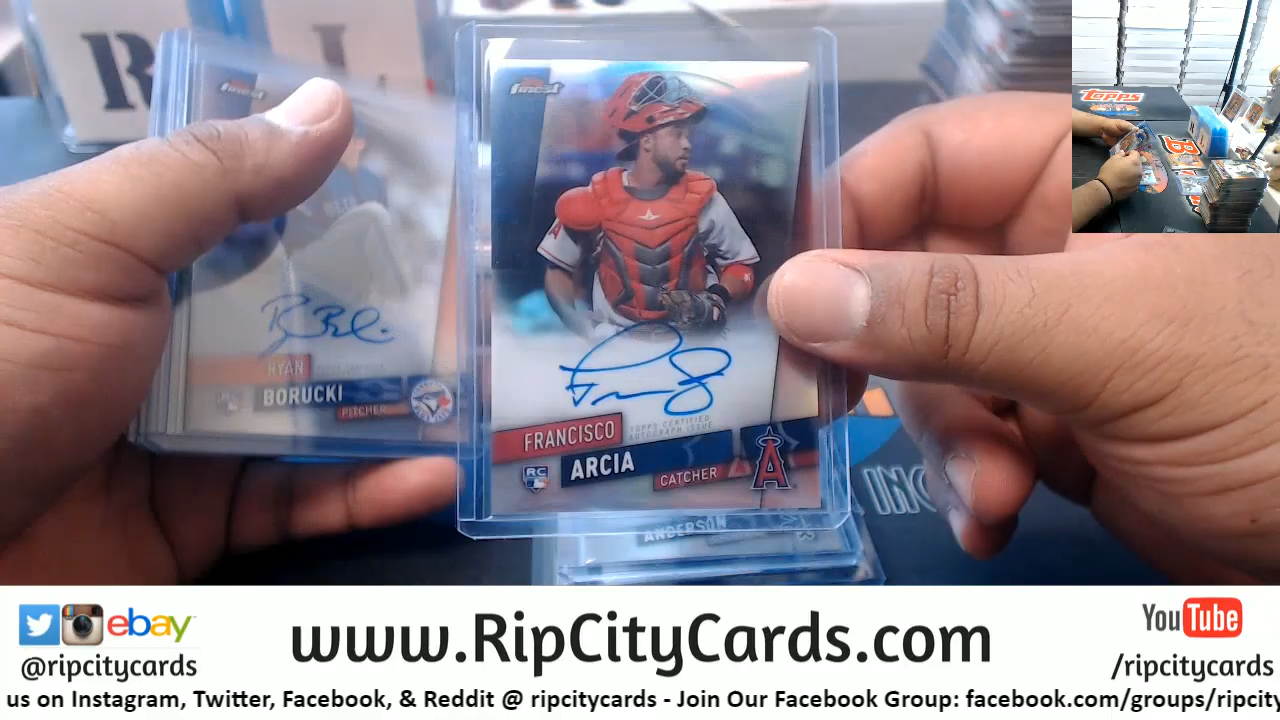 R
finest
RYAN
BORUCKI
PITCHER
finest
FRANCISCO
TOPPS CERTIFIED
AUTOGRAPH ISSUE
RC
ARCIA
CATCHER
A
ANDERSON
INC
TOPPS
B
ebay
@ripcitycards
www.RipCityCards.com
YouTube
/ripcitycards
us on Instagram, Twitter, Facebook, & Reddit @ ripcitycards - Join Our Facebook Group: facebook.com/groups/ripcity